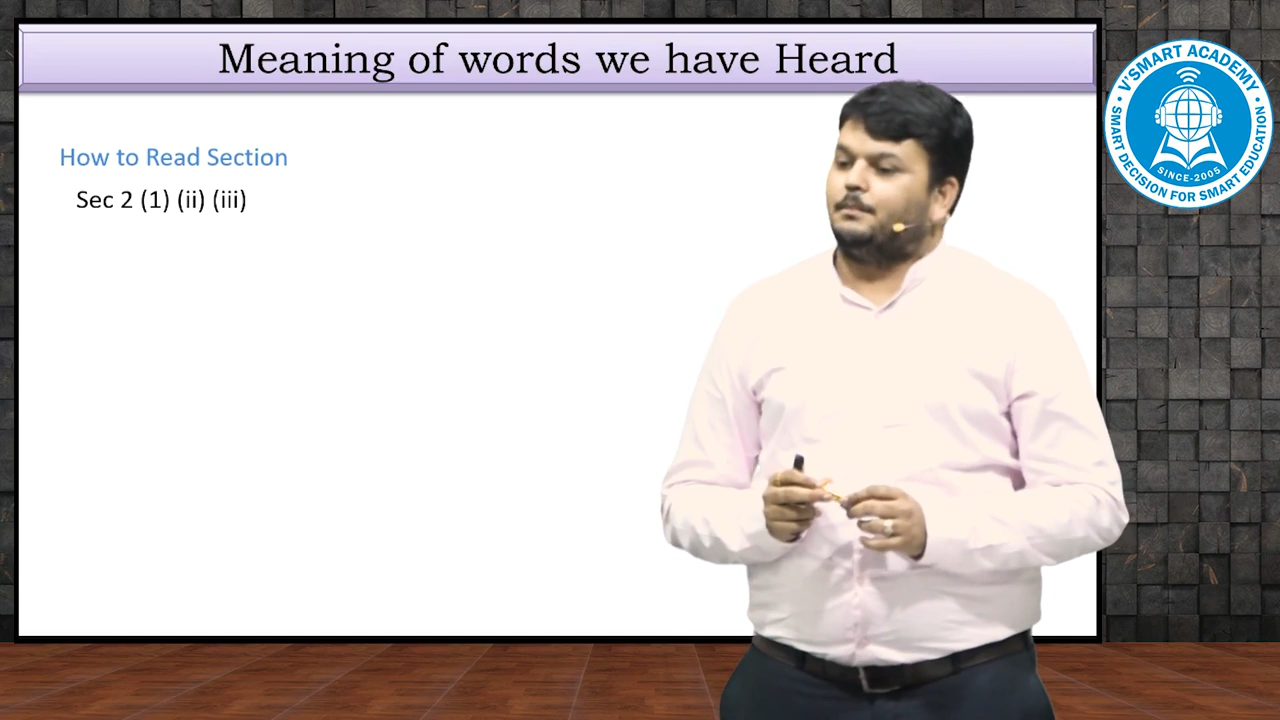 Meaning of words we have Heard
How to Read Section
Sec 2 (1) (ii) (iii)
V'SMART ACADEMY
SINCE-2005
SMART DECISION FOR SMART EDUCATION